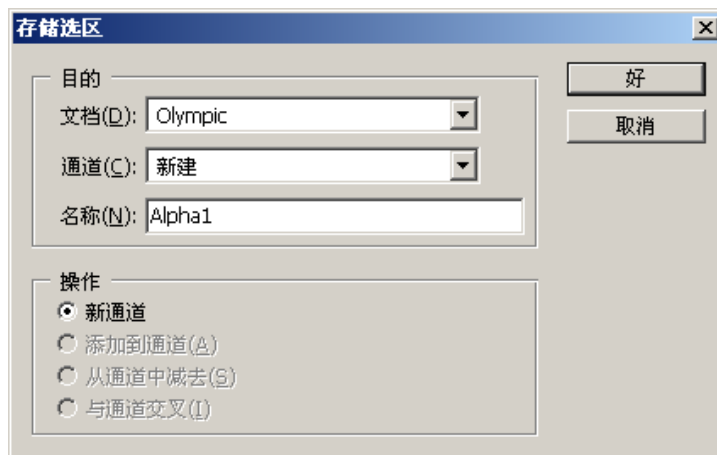 存储选区
目的
文档(D): Olympic
通道(C): 新建
名称(N): Alpha1
好
取消
操作
新通道
添加到通道(A)
从通道中减去(S)
与通道交叉(I)